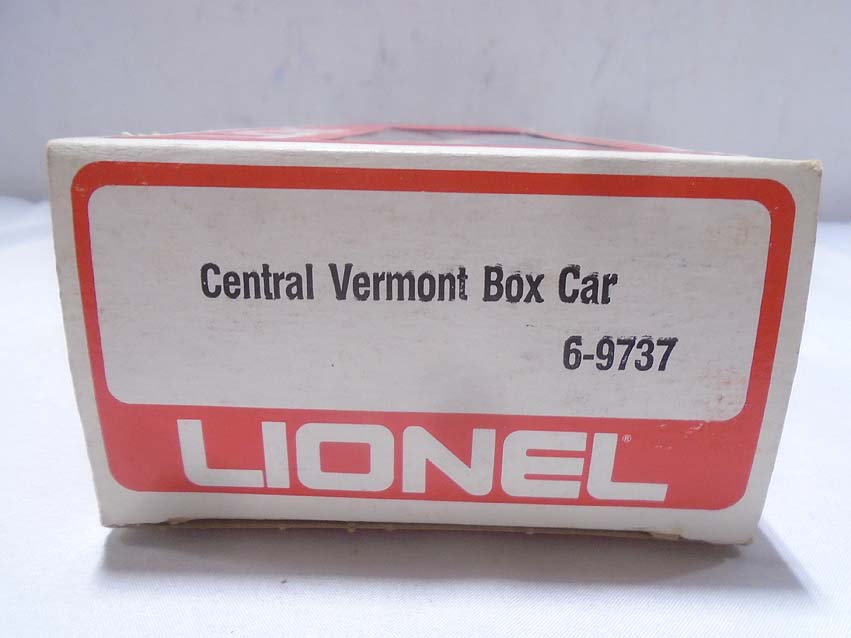 Central Vermont Box Car
6-9737
LIONEL®